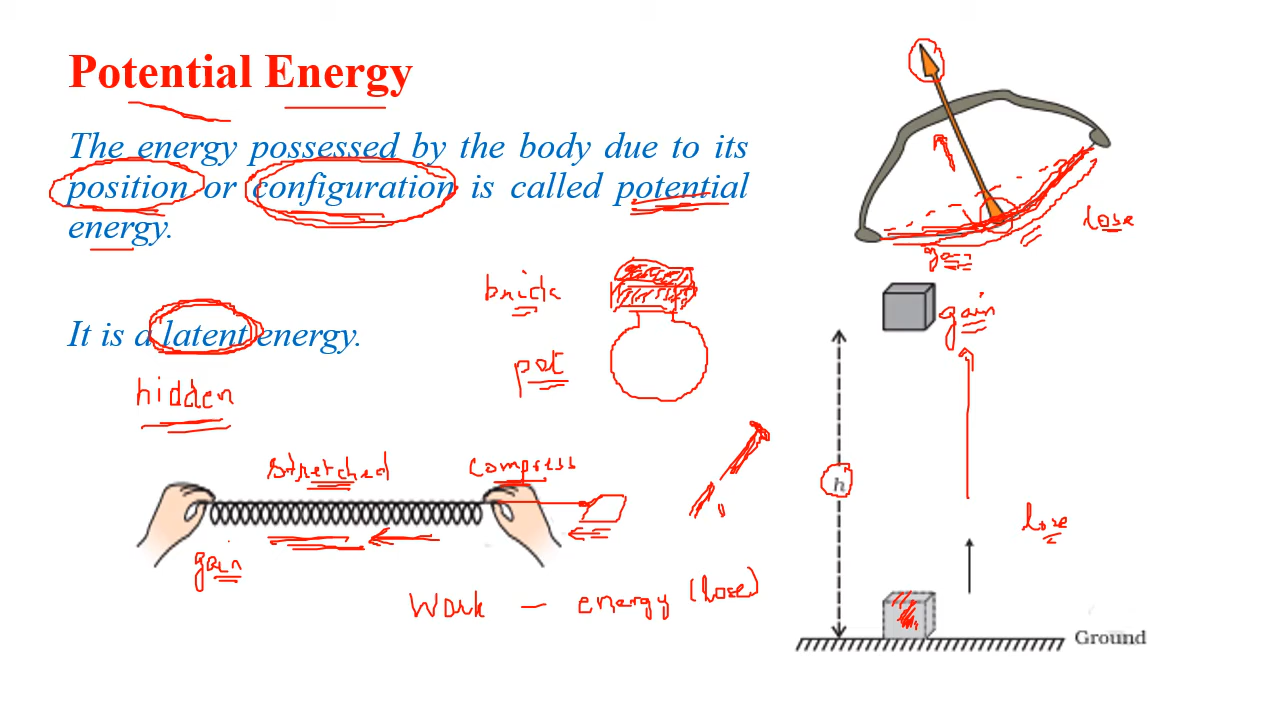 Potential Energy
The energy possessed by the body due to its
position or configuration is called potential
energy.
It is a latent energy.
hidden
brick
pot
stretched
compress
gain
work – energy (lose)
lose
gain
gain
h
lose
Ground